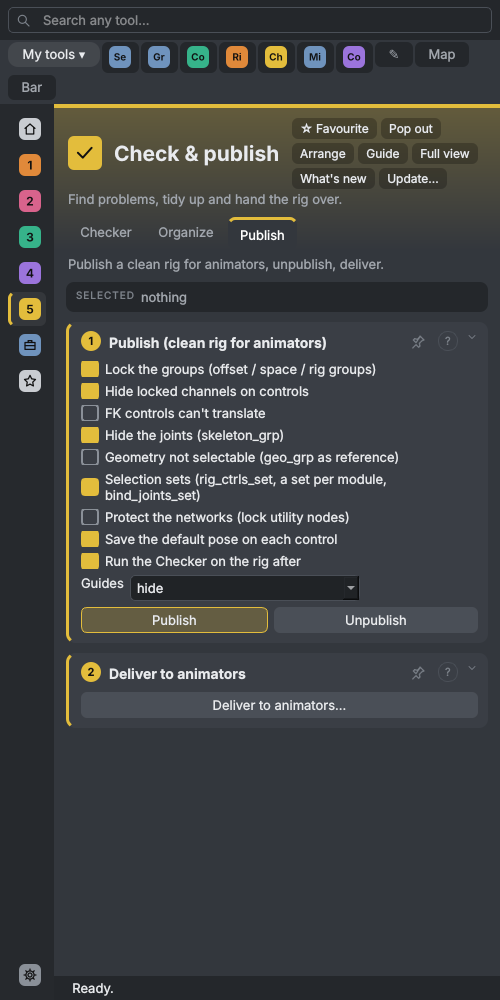 Search any tool...
My tools ▾ Se Gr Co Ri Ch Mi Co ✎ Map
Bar
☆ Favourite Pop out
Check & publish
Arrange Guide Full view
What's new Update...
Find problems, tidy up and hand the rig over.
Checker Organize Publish
Publish a clean rig for animators, unpublish, deliver.
SELECTED nothing
1 Publish (clean rig for animators) ?
Lock the groups (offset / space / rig groups)
Hide locked channels on controls
FK controls can't translate
Hide the joints (skeleton_grp)
Geometry not selectable (geo_grp as reference)
Selection sets (rig_ctrls_set, a set per module,
bind_joints_set)
Protect the networks (lock utility nodes)
Save the default pose on each control
Run the Checker on the rig after
Guides hide
Publish Unpublish
2 Deliver to animators ?
Deliver to animators...
1
2
3
4
5
Ready.